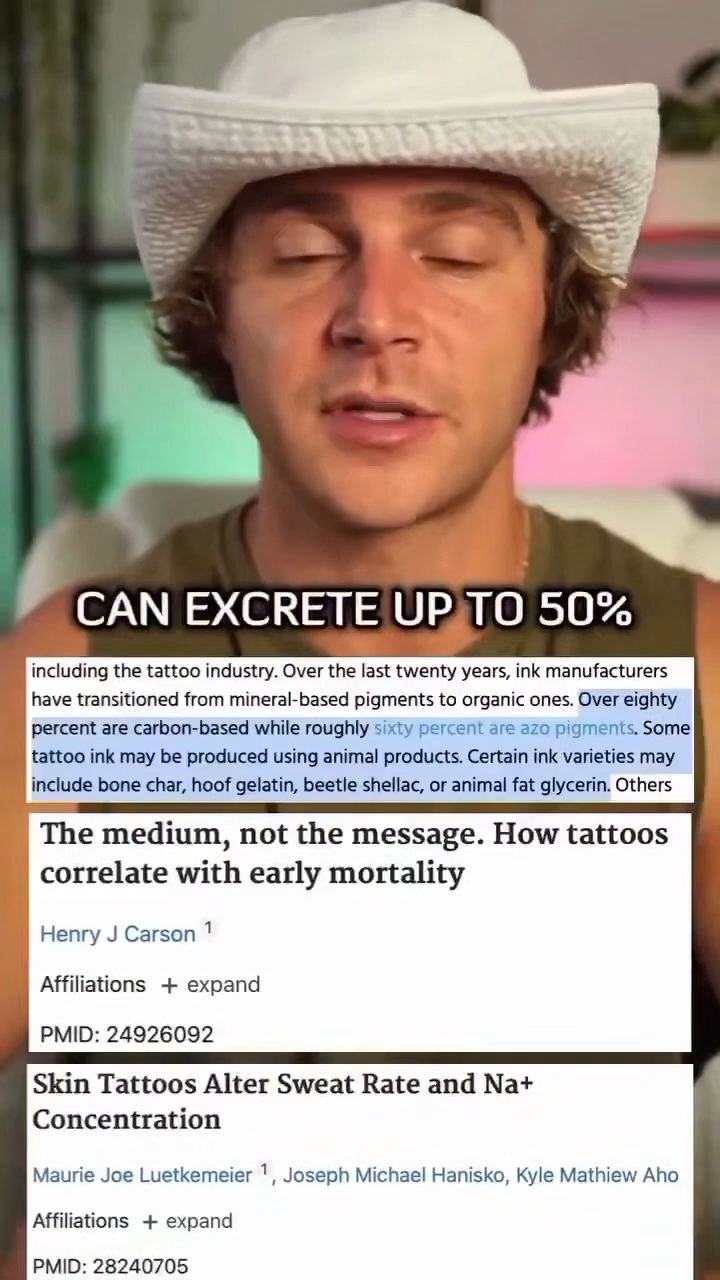 CAN EXCRETE UP TO 50%
including the tattoo industry. Over the last twenty years, ink manufacturers
have transitioned from mineral-based pigments to organic ones. Over eighty
percent are carbon-based while roughly sixty percent are azo pigments. Some
tattoo ink may be produced using animal products. Certain ink varieties may
include bone char, hoof gelatin, beetle shellac, or animal fat glycerin. Others
The medium, not the message. How tattoos
correlate with early mortality
Henry J Carson 1
Affiliations + expand
PMID: 24926092
Skin Tattoos Alter Sweat Rate and Na+
Concentration
Maurie Joe Luetkemeier 1, Joseph Michael Hanisko, Kyle Mathiew Aho
Affiliations + expand
PMID: 28240705